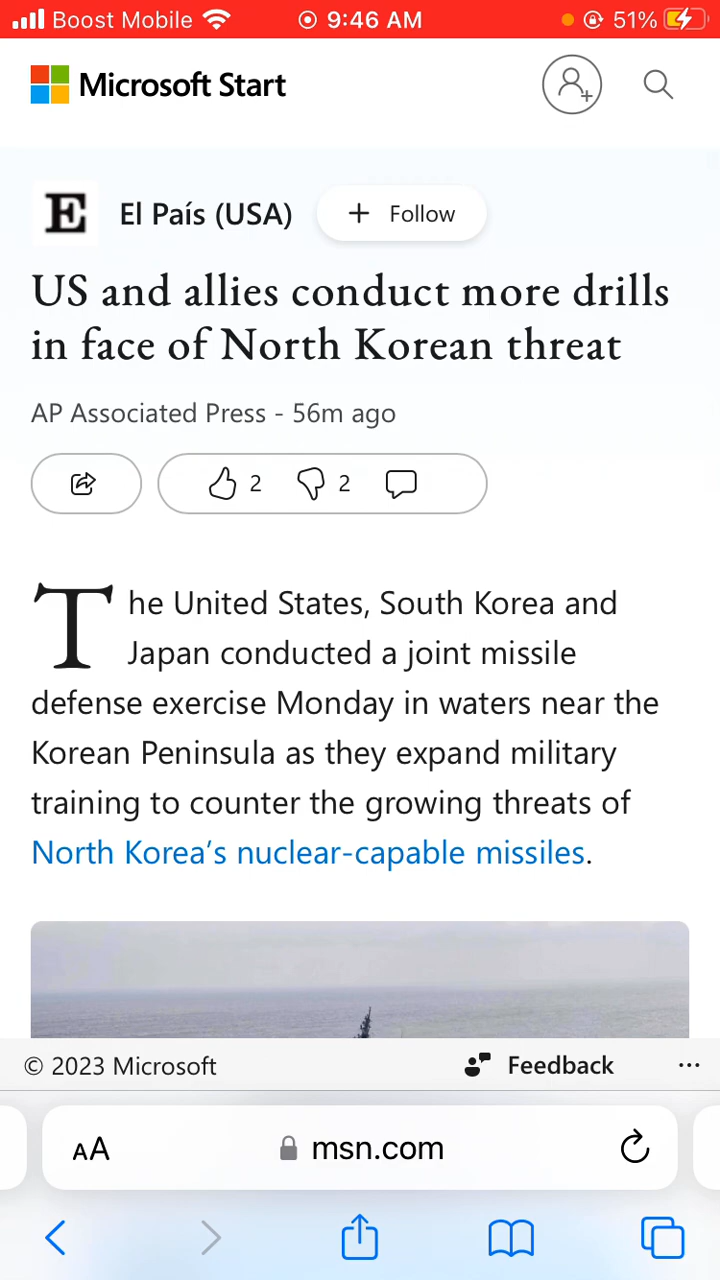 Boost Mobile 9:46 AM 51%
Microsoft Start
E El País (USA) + Follow
US and allies conduct more drills
in face of North Korean threat
AP Associated Press - 56m ago
2 2
The United States, South Korea and
Japan conducted a joint missile
defense exercise Monday in waters near the
Korean Peninsula as they expand military
training to counter the growing threats of
North Korea’s nuclear-capable missiles.
© 2023 Microsoft Feedback ...
AA msn.com